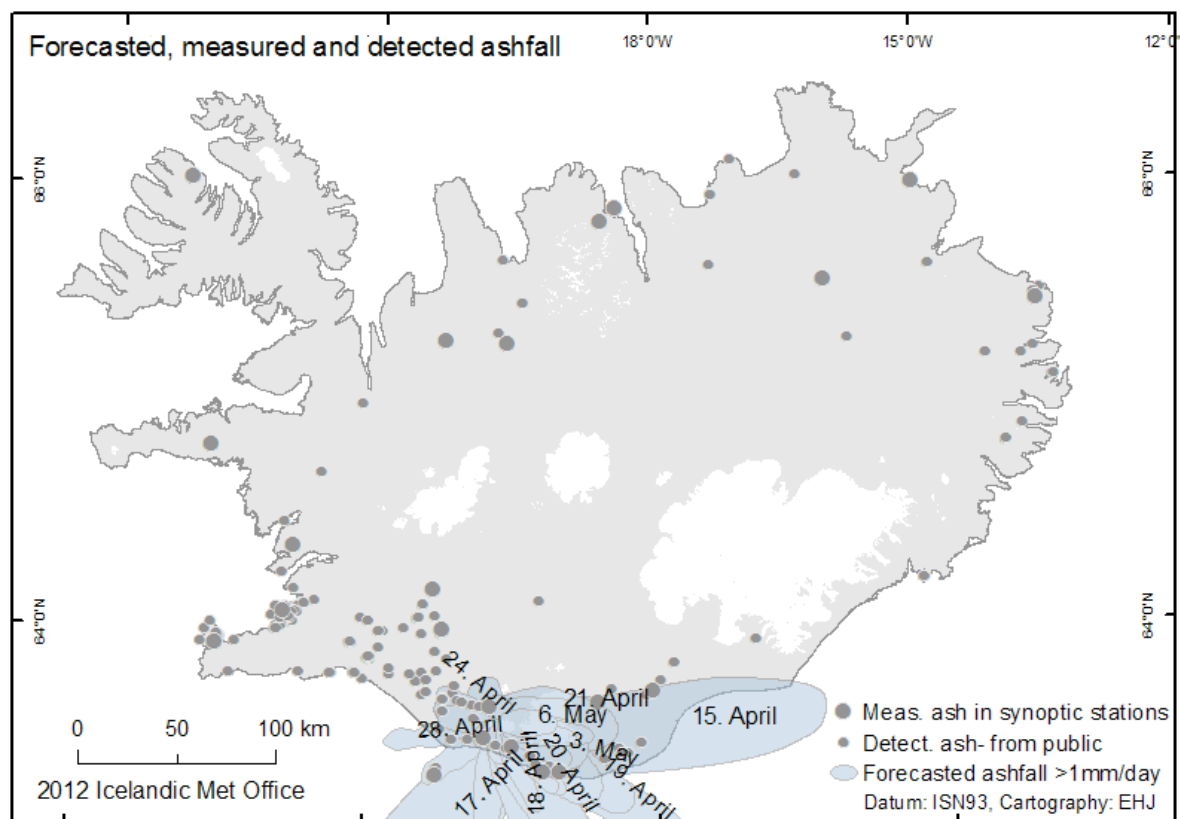 Forecasted, measured and detected ashfall
18°0'W
15°0'W
12°0'
66°0'N
66°0'N
64°0'N
64°0'N
24. April
21. April
28. April
6. May
15. April
3. May
17. April
18. April
20. April
19. April
0 50 100 km
2012 Icelandic Met Office
Meas. ash in synoptic stations
Detect. ash- from public
Forecasted ashfall >1mm/day
Datum: ISN93, Cartography: EHJ